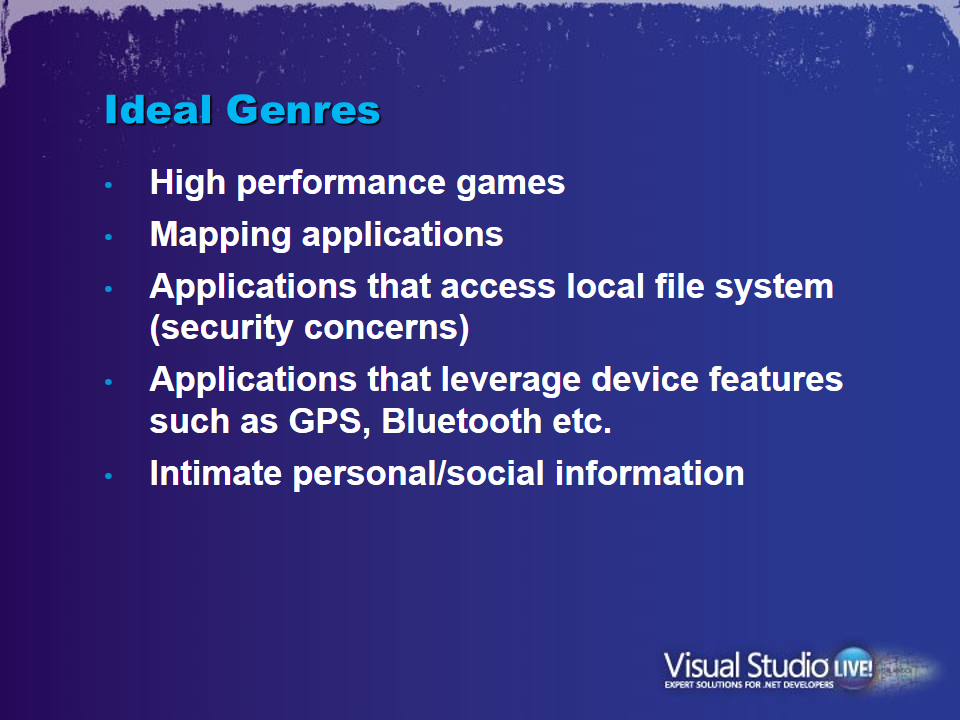 Ideal Genres
• High performance games
• Mapping applications
• Applications that access local file system
(security concerns)
• Applications that leverage device features
such as GPS, Bluetooth etc.
• Intimate personal/social information
Visual Studio LIVE!
EXPERT SOLUTIONS FOR .NET DEVELOPERS